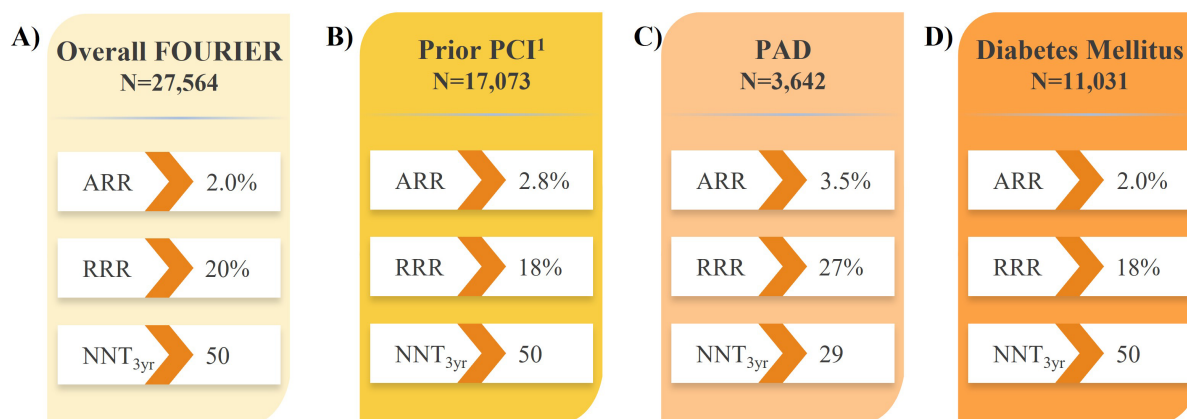 A)
Overall FOURIER
N=27,564
ARR 2.0%
RRR 20%
NNT3yr 50
B)
Prior PCI¹
N=17,073
ARR 2.8%
RRR 18%
NNT3yr 50
C)
PAD
N=3,642
ARR 3.5%
RRR 27%
NNT3yr 29
D)
Diabetes Mellitus
N=11,031
ARR 2.0%
RRR 18%
NNT3yr 50